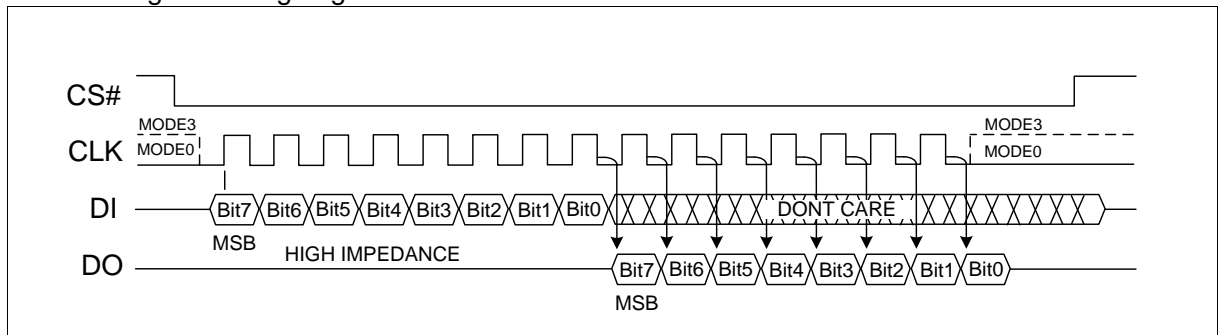 CS#
MODE3
MODE3
CLK
MODE0
MODE0
DI
Bit7 Bit6 Bit5 Bit4 Bit3 Bit2 Bit1 Bit0
DONT CARE
MSB
HIGH IMPEDANCE
DO
Bit7 Bit6 Bit5 Bit4 Bit3 Bit2 Bit1 Bit0
MSB